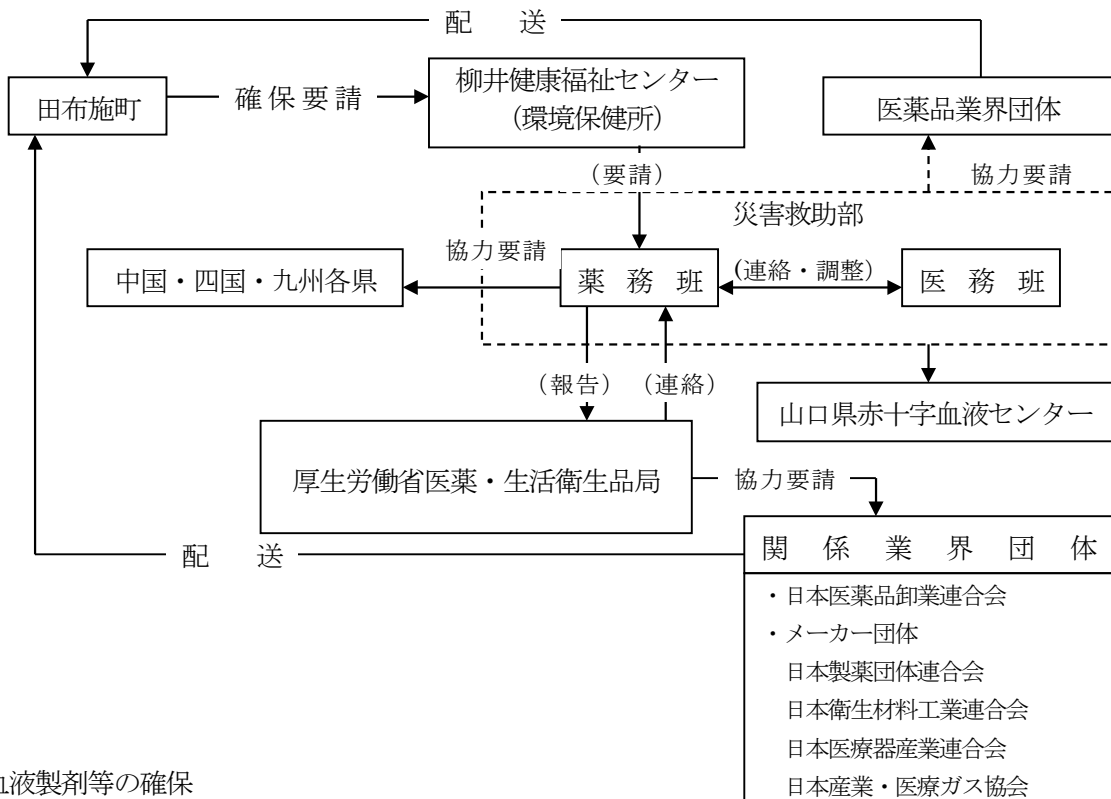 配 送
田布施町
確保要請
柳井健康福祉センター
(環境保健所)
医薬品業界団体
(要請)
協力要請
災害救助部
協力要請
中国・四国・九州各県
薬 務 班
(連絡・調整)
医 務 班
(報告)
(連絡)
山口県赤十字血液センター
厚生労働省医薬・生活衛生品局
協力要請
配 送
関 係 業 界 団 体
・日本医薬品卸業連合会
・メーカー団体
日本製薬団体連合会
日本衛生材料工業連合会
日本医療器産業連合会
日本産業・医療ガス協会
液製剤等の確保